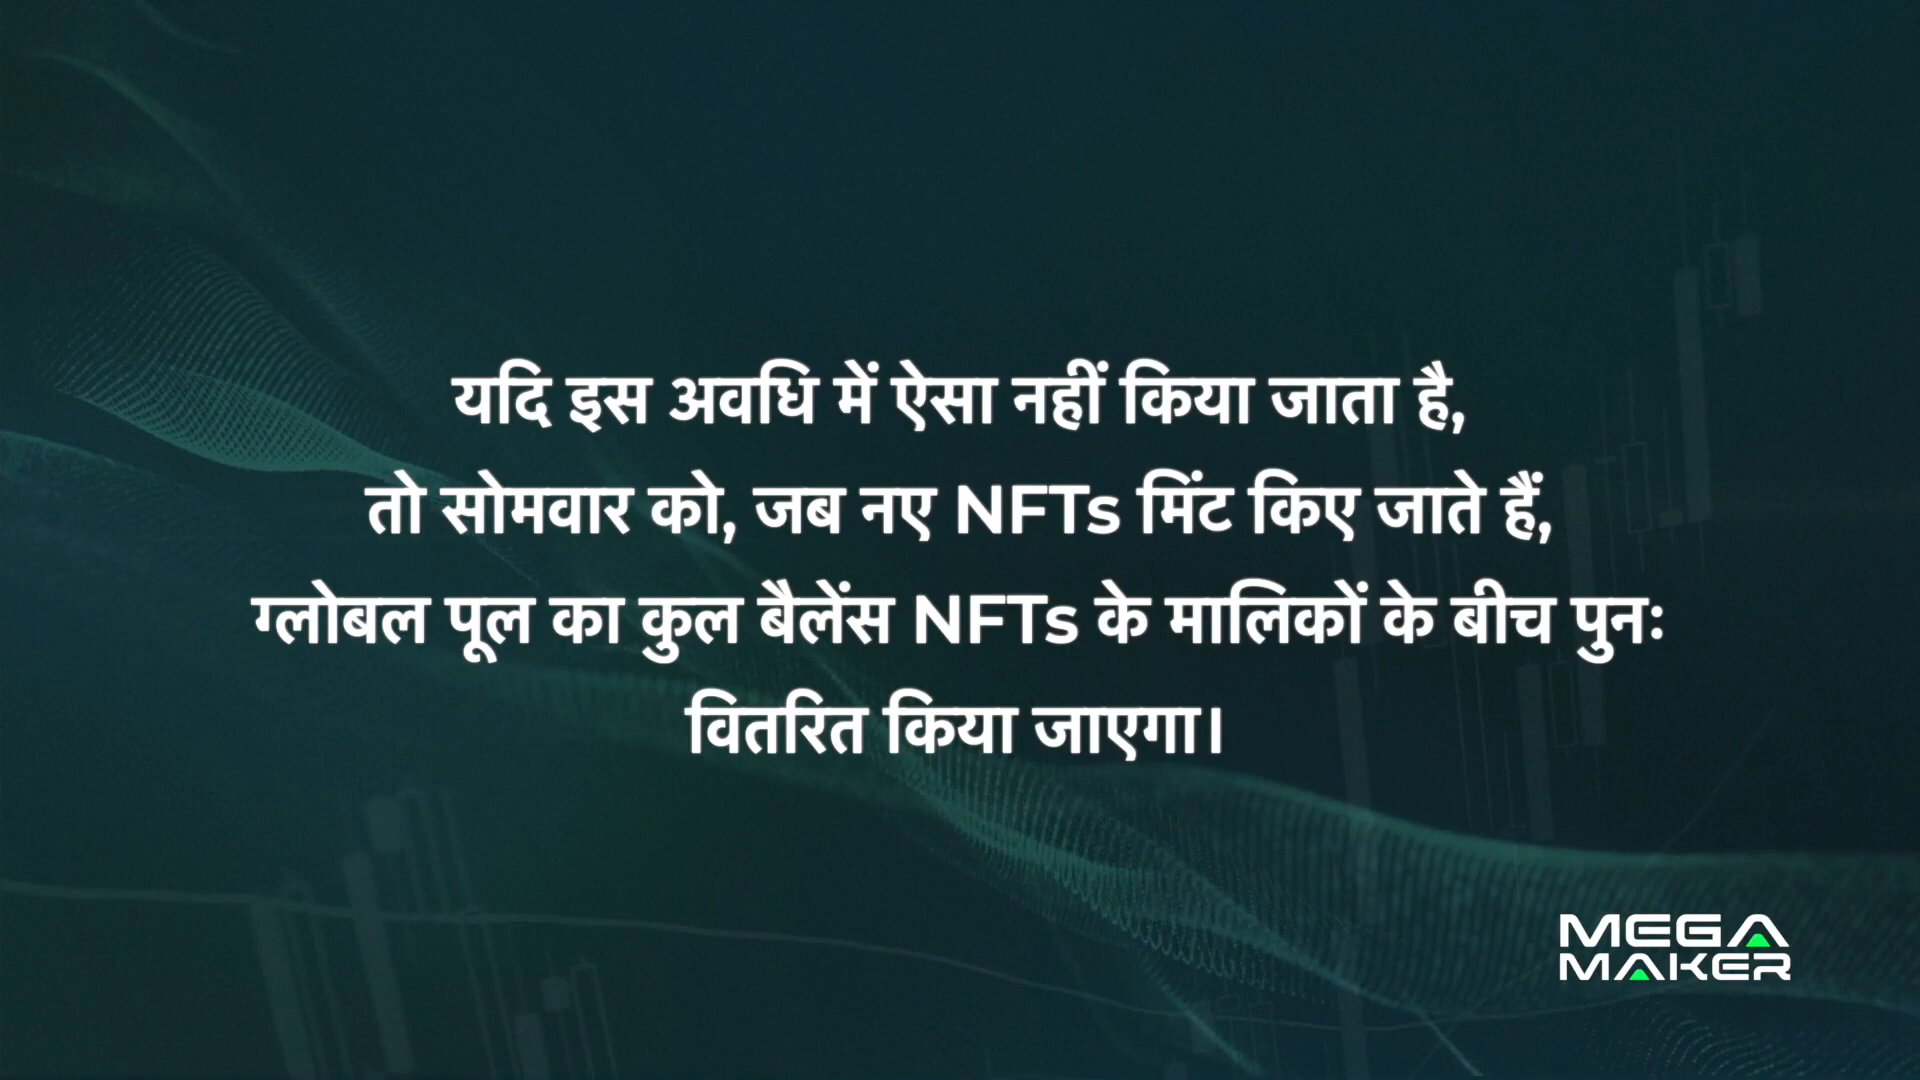 यदि इस अवधि में ऐसा नहीं किया जाता है,
तो सोमवार को, जब नए NFTs मिंट किए जाते हैं,
ग्लोबल पूल का कुल बैलेंस NFTs के मालिकों के बीच पुनः
वितरित किया जाएगा।
MEGA
MAKER